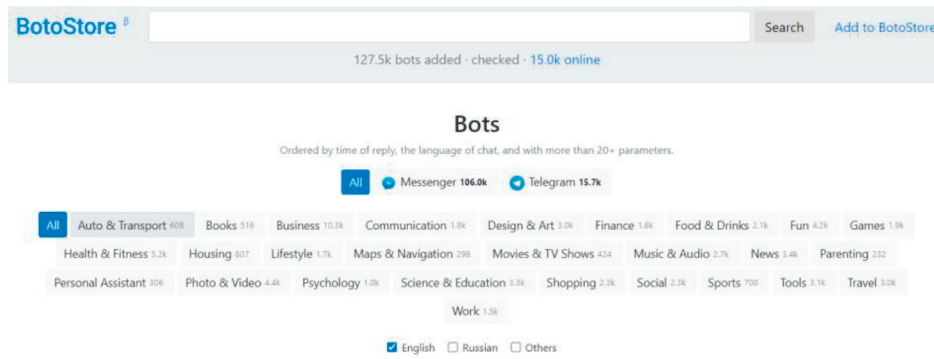 BotoStore β Search Add to BotoStore
127.5k bots added · checked · 15.0k online
Bots
Ordered by time of reply, the language of chat, and with more than 20+ parameters.
All Messenger 106.0k Telegram 15.7k
All Auto & Transport 608 Books 516 Business 10.3k Communication 1.8k Design & Art 3.0k Finance 1.8k Food & Drinks 2.1k Fun 4.2k Games 1.9k
Health & Fitness 5.2k Housing 807 Lifestyle 1.7k Maps & Navigation 298 Movies & TV Shows 424 Music & Audio 2.7k News 3.4k Parenting 232
Personal Assistant 306 Photo & Video 4.4k Psychology 1.0k Science & Education 3.3k Shopping 2.3k Social 2.3k Sports 708 Tools 3.1k Travel 3.0k
Work 1.5k
English Russian Others